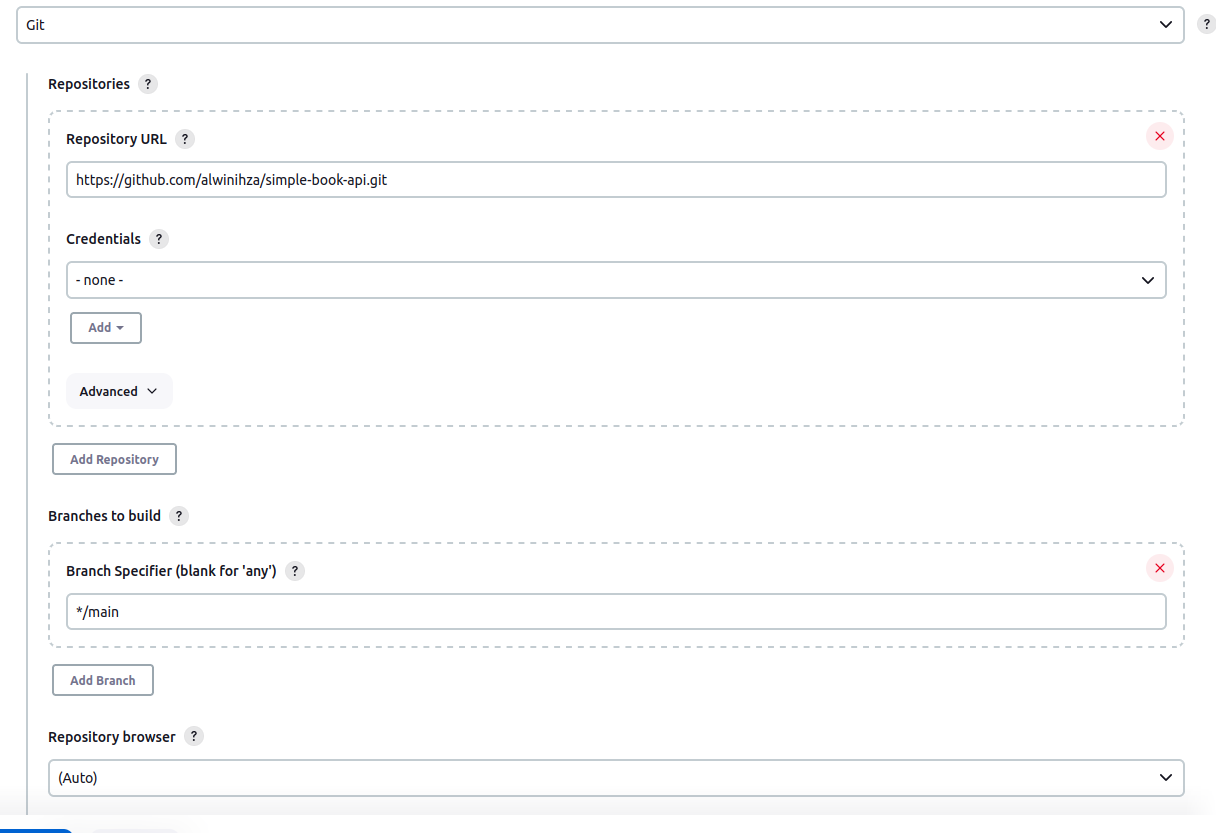 Git
?
Repositories ?
Repository URL ?
https://github.com/alwinihza/simple-book-api.git
Credentials ?
- none -
Add
Advanced
Add Repository
Branches to build ?
Branch Specifier (blank for 'any') ?
*/main
Add Branch
Repository browser ?
(Auto)